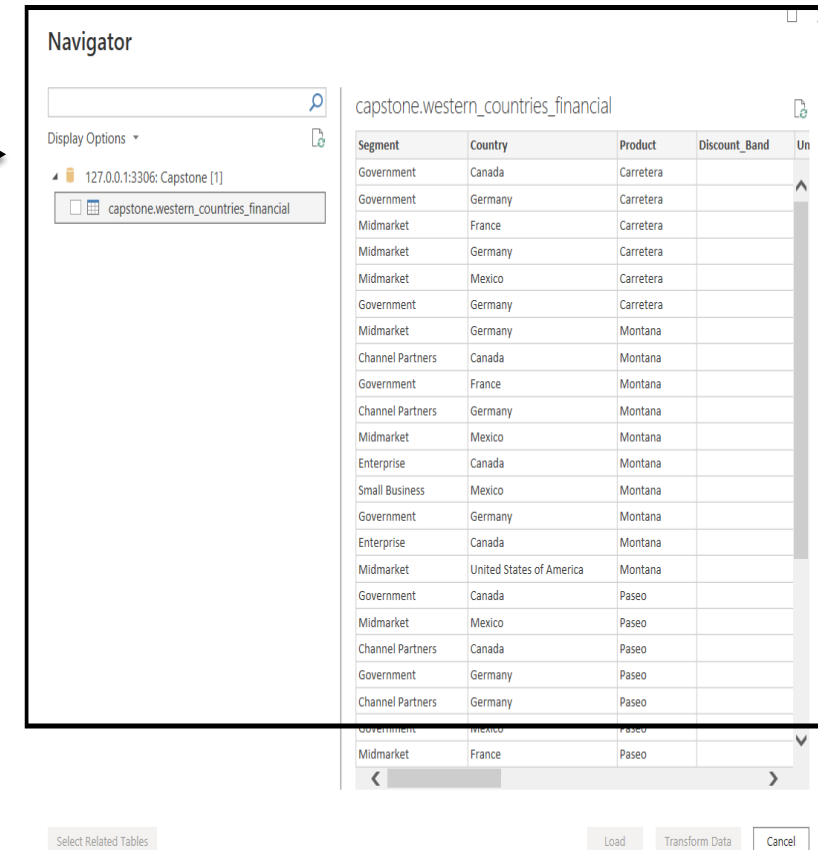 Navigator
Display Options
127.0.0.1:3306: Capstone [1]
capstone.western_countries_financial
capstone.western_countries_financial
Segment Country Product Discount_Band Un
Government Canada Carretera
Government Germany Carretera
Midmarket France Carretera
Midmarket Germany Carretera
Midmarket Mexico Carretera
Government Germany Carretera
Midmarket Germany Montana
Channel Partners Canada Montana
Government France Montana
Channel Partners Germany Montana
Midmarket Mexico Montana
Enterprise Canada Montana
Small Business Mexico Montana
Government Germany Montana
Enterprise Canada Montana
Midmarket United States of America Montana
Government Canada Paseo
Midmarket Mexico Paseo
Channel Partners Canada Paseo
Government Germany Paseo
Channel Partners Germany Paseo
Government Mexico Paseo
Midmarket France Paseo
Select Related Tables Load Transform Data Cancel